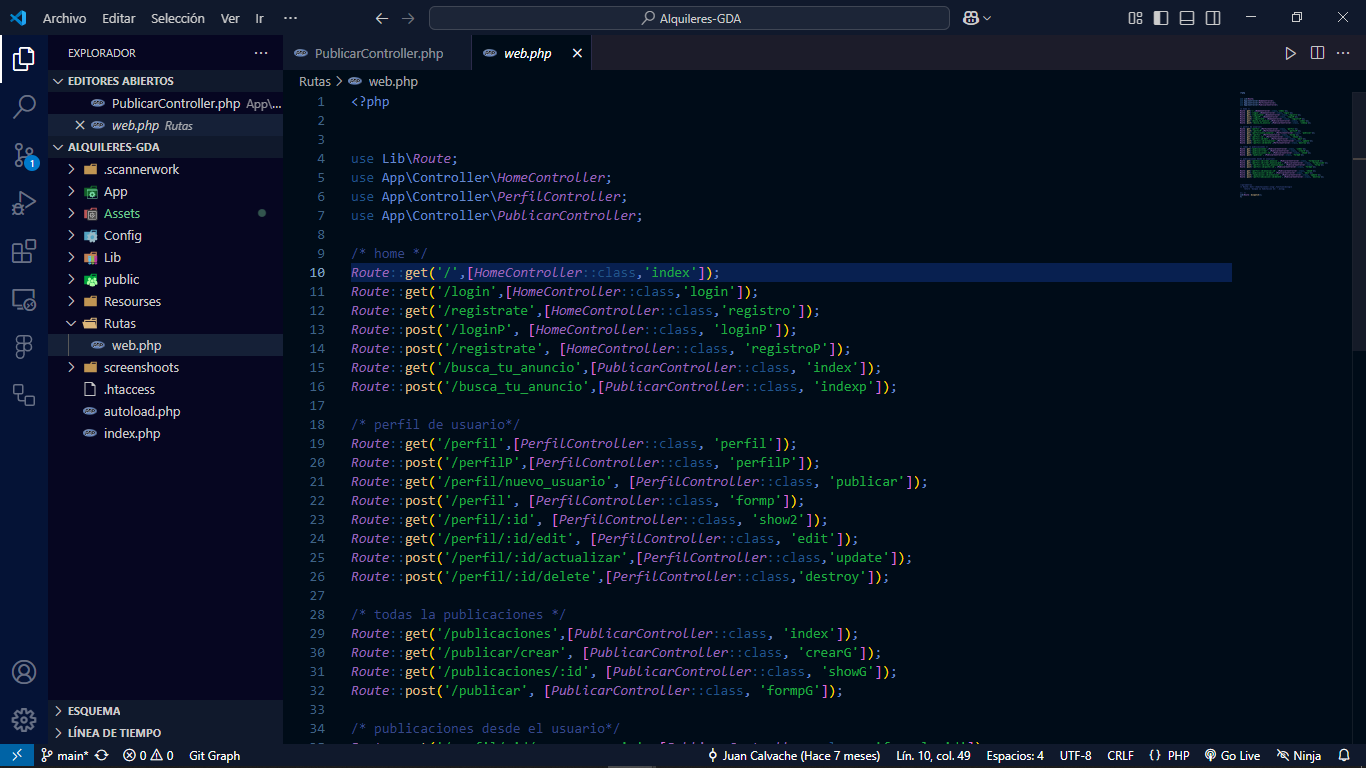 Archivo Editar Selección Ver Ir ··· Alquileres-GDA
EXPLORADOR ···
EDITORES ABIERTOS
PublicarController.php App\...
web.php Rutas
ALQUILERES-GDA
.scannerwork
App
Assets
Config
Lib
public
Resourses
Rutas
web.php
screenshoots
.htaccess
autoload.php
index.php
ESQUEMA
LÍNEA DE TIEMPO
1
PublicarController.php web.php
Rutas > web.php
1 <?php
2
3
4 use Lib\Route;
5 use App\Controller\HomeController;
6 use App\Controller\PerfilController;
7 use App\Controller\PublicarController;
8
9 /* home */
10 Route::get('/',[HomeController::class,'index']);
11 Route::get('/login',[HomeController::class,'login']);
12 Route::get('/registrate',[HomeController::class,'registro']);
13 Route::post('/loginP', [HomeController::class, 'loginP']);
14 Route::post('/registrate', [HomeController::class, 'registroP']);
15 Route::get('/busca_tu_anuncio',[PublicarController::class, 'index']);
16 Route::post('/busca_tu_anuncio',[PublicarController::class, 'indexp']);
17
18 /* perfil de usuario*/
19 Route::get('/perfil',[PerfilController::class, 'perfil']);
20 Route::post('/perfilP',[PerfilController::class, 'perfilP']);
21 Route::get('/perfil/nuevo_usuario', [PerfilController::class, 'publicar']);
22 Route::post('/perfil', [PerfilController::class, 'formp']);
23 Route::get('/perfil/:id', [PerfilController::class, 'show2']);
24 Route::get('/perfil/:id/edit', [PerfilController::class, 'edit']);
25 Route::post('/perfil/:id/actualizar',[PerfilController::class,'update']);
26 Route::post('/perfil/:id/delete',[PerfilController::class,'destroy']);
27
28 /* todas la publicaciones */
29 Route::get('/publicaciones',[PublicarController::class, 'index']);
30 Route::get('/publicar/crear', [PublicarController::class, 'crearG']);
31 Route::get('/publicaciones/:id', [PublicarController::class, 'showG']);
32 Route::post('/publicar', [PublicarController::class, 'formpG']);
33
34 /* publicaciones desde el usuario*/
main* 0 0 Git Graph Juan Calvache (Hace 7 meses) Lín. 10, col. 49 Espacios: 4 UTF-8 CRLF { } PHP Go Live Ninja